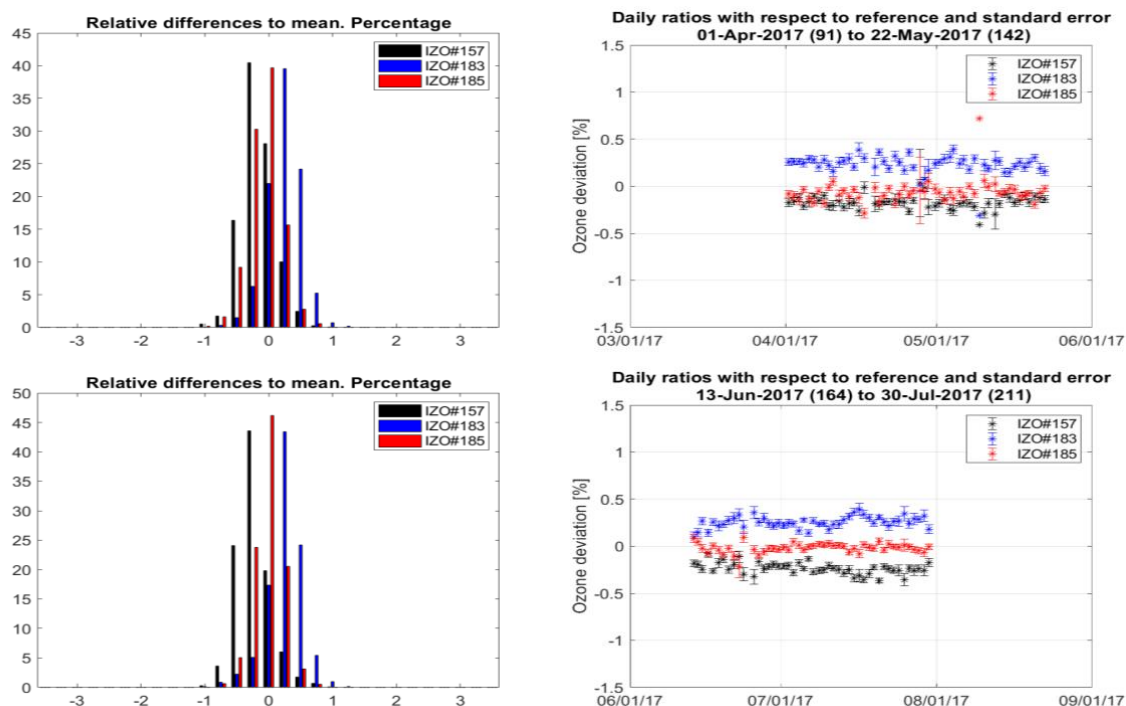 Relative differences to mean. Percentage
45
40
35
30
25
20
15
10
5
0
-3 -2 -1 0 1 2 3
IZO#157
IZO#183
IZO#185
Daily ratios with respect to reference and standard error
01-Apr-2017 (91) to 22-May-2017 (142)
Ozone deviation [%]
1.5
1
0.5
0
-0.5
-1
-1.5
03/01/17 04/01/17 05/01/17 06/01/17
IZO#157
IZO#183
IZO#185
Relative differences to mean. Percentage
50
45
40
35
30
25
20
15
10
5
0
-3 -2 -1 0 1 2 3
IZO#157
IZO#183
IZO#185
Daily ratios with respect to reference and standard error
13-Jun-2017 (164) to 30-Jul-2017 (211)
Ozone deviation [%]
1.5
1
0.5
0
-0.5
-1
-1.5
06/01/17 07/01/17 08/01/17 09/01/17
IZO#157
IZO#183
IZO#185